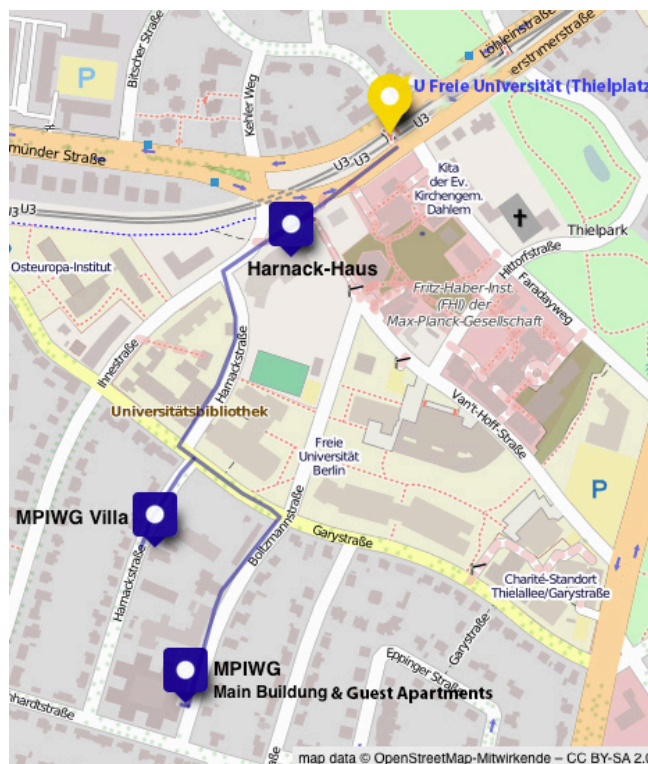 Löhleinstraße
U Freie Universität (Thielplatz
P
Bitscher Straße
Kehler Weg
U3
U3
U3
münder Straße
Kita
der Ev.
Kirchengem.
Dahlem
Thielpark
J3 U3
Harnack-Haus
Osteuropa-Institut
Hittorfstraße
Faradayweg
Fritz-Haber-Inst.
(FHI) der
Max-Planck-Gesellschaft
Ihnestraße
Harnackstraße
Van't-Hoff-Straße
Universitätsbibliothek
Freie
Universität
Berlin
P
MPIWG Villa
Boltzmannstraße
Garystraße
Harnackstraße
Charité-Standort
Thielallee/Garystraße
Garystraße
Eppinger Straße
MPIWG
Main Buildung & Guest Apartments
nhardtstraße
map data © OpenStreetMap-Mitwirkende – CC BY-SA 2.0